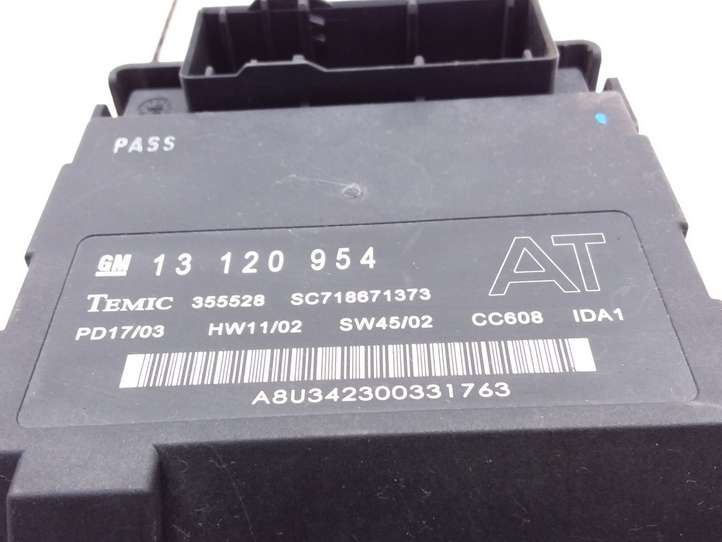 PASS
GM 13 120 954
AT
TEMIC 355528 SC718671373
PD17/03 HW11/02 SW45/02 CC608 IDA1
A8U342300331763